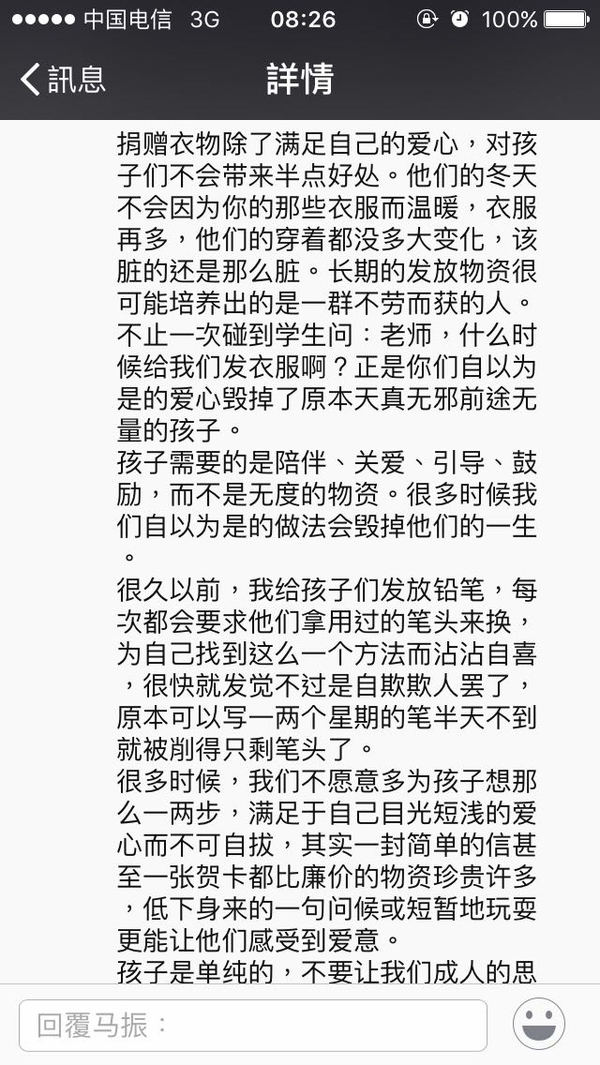 中国电信 3G 08:26 100%
訊息 詳情
捐赠衣物除了满足自己的爱心，对孩
子们不会带来半点好处。他们的冬天
不会因为你的那些衣服而温暖，衣服
再多，他们的穿着都没多大变化，该
脏的还是那么脏。长期的发放物资很
可能培养出的是一群不劳而获的人。
不止一次碰到学生问：老师，什么时
候给我们发衣服啊？正是你们自以为
是的爱心毁掉了原本天真无邪前途无
量的孩子。
孩子需要的是陪伴、关爱、引导、鼓
励，而不是无度的物资。很多时候我
们自以为是的做法会毁掉他们的一生
。
很久以前，我给孩子们发放铅笔，每
次都会要求他们拿用过的笔头来换，
为自己找到这么一个方法而沾沾自喜
，很快就发觉不过是自欺欺人罢了，
原本可以写一两个星期的笔半天不到
就被削得只剩笔头了。
很多时候，我们不愿意多为孩子想那
么一两步，满足于自己目光短浅的爱
心而不可自拔，其实一封简单的信甚
至一张贺卡都比廉价的物资珍贵许多
，低下身来的一句问候或短暂地玩耍
更能让他们感受到爱意。
孩子是单纯的，不要让我们成人的思
回覆马振：